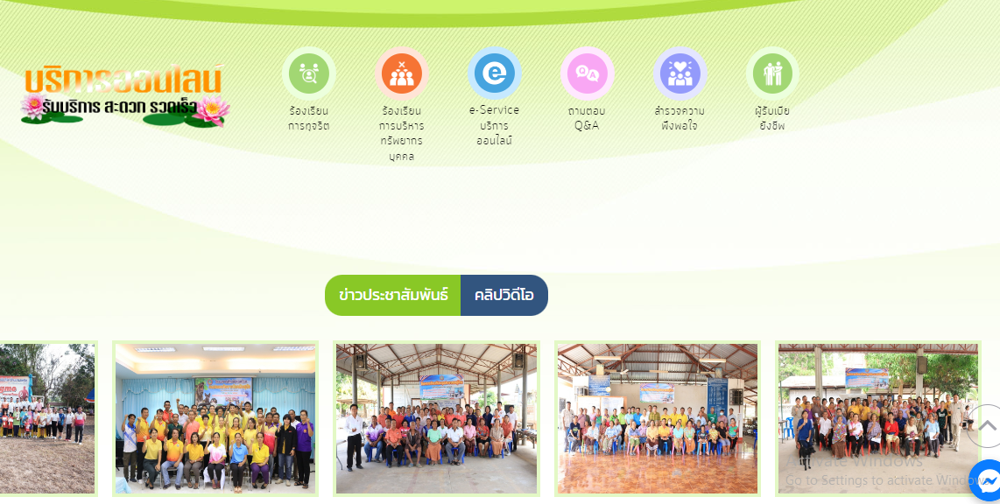 บริการออนไลน์
รับบริการ สะดวก รวดเร็ว
ร้องเรียน
การทุจริต
ร้องเรียน
การบริหาร
ทรัพยากร
บุคคล
e-Service
บริการ
ออนไลน์
ถามตอบ
Q&A
สำรวจความ
พึงพอใจ
ผู้รับเบี้ย
ยังชีพ
ข่าวประชาสัมพันธ์
คลิปวิดีโอ
Activate Windows
Go to Settings to activate Windows.